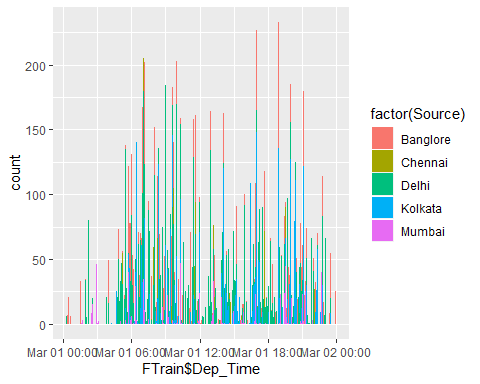 200
150
100
50
0
count
Mar 01 00:00
Mar 01 06:00
Mar 01 12:00
Mar 01 18:00
Mar 02 00:00
FTrain$Dep_Time
factor(Source)
Banglore
Chennai
Delhi
Kolkata
Mumbai